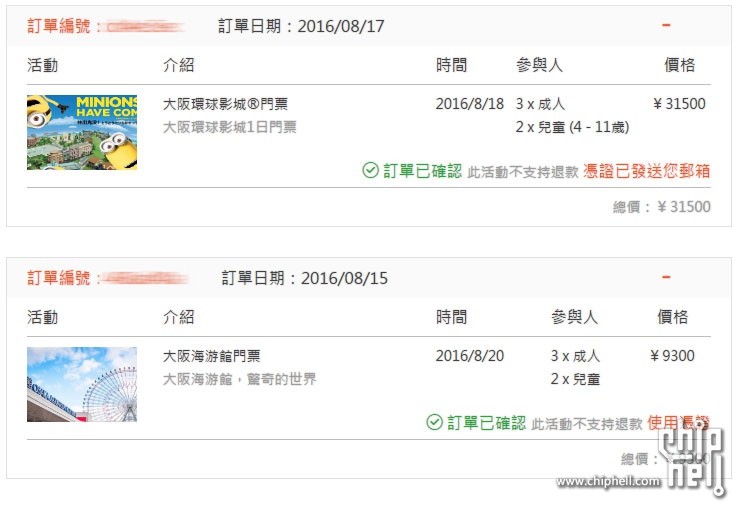 訂單編號： 訂單日期：2016/08/17 -
活動 介紹 時間 參與人 價格
MINIONS
HAVE COM
大阪環球影城®門票 2016/8/18 3 x 成人 ¥ 31500
大阪環球影城1日門票 2 x 兒童 (4 - 11歲)
訂單已確認 此活動不支持退款 憑證已發送您郵箱
總價：¥ 31500
訂單編號： 訂單日期：2016/08/15 -
活動 介紹 時間 參與人 價格
大阪海游館門票 2016/8/20 3 x 成人 ¥ 9300
大阪海游館，驚奇的世界 2 x 兒童
訂單已確認 此活動不支持退款 使用憑證
總價：¥ 9300
www.chiphell.com
chip
hell